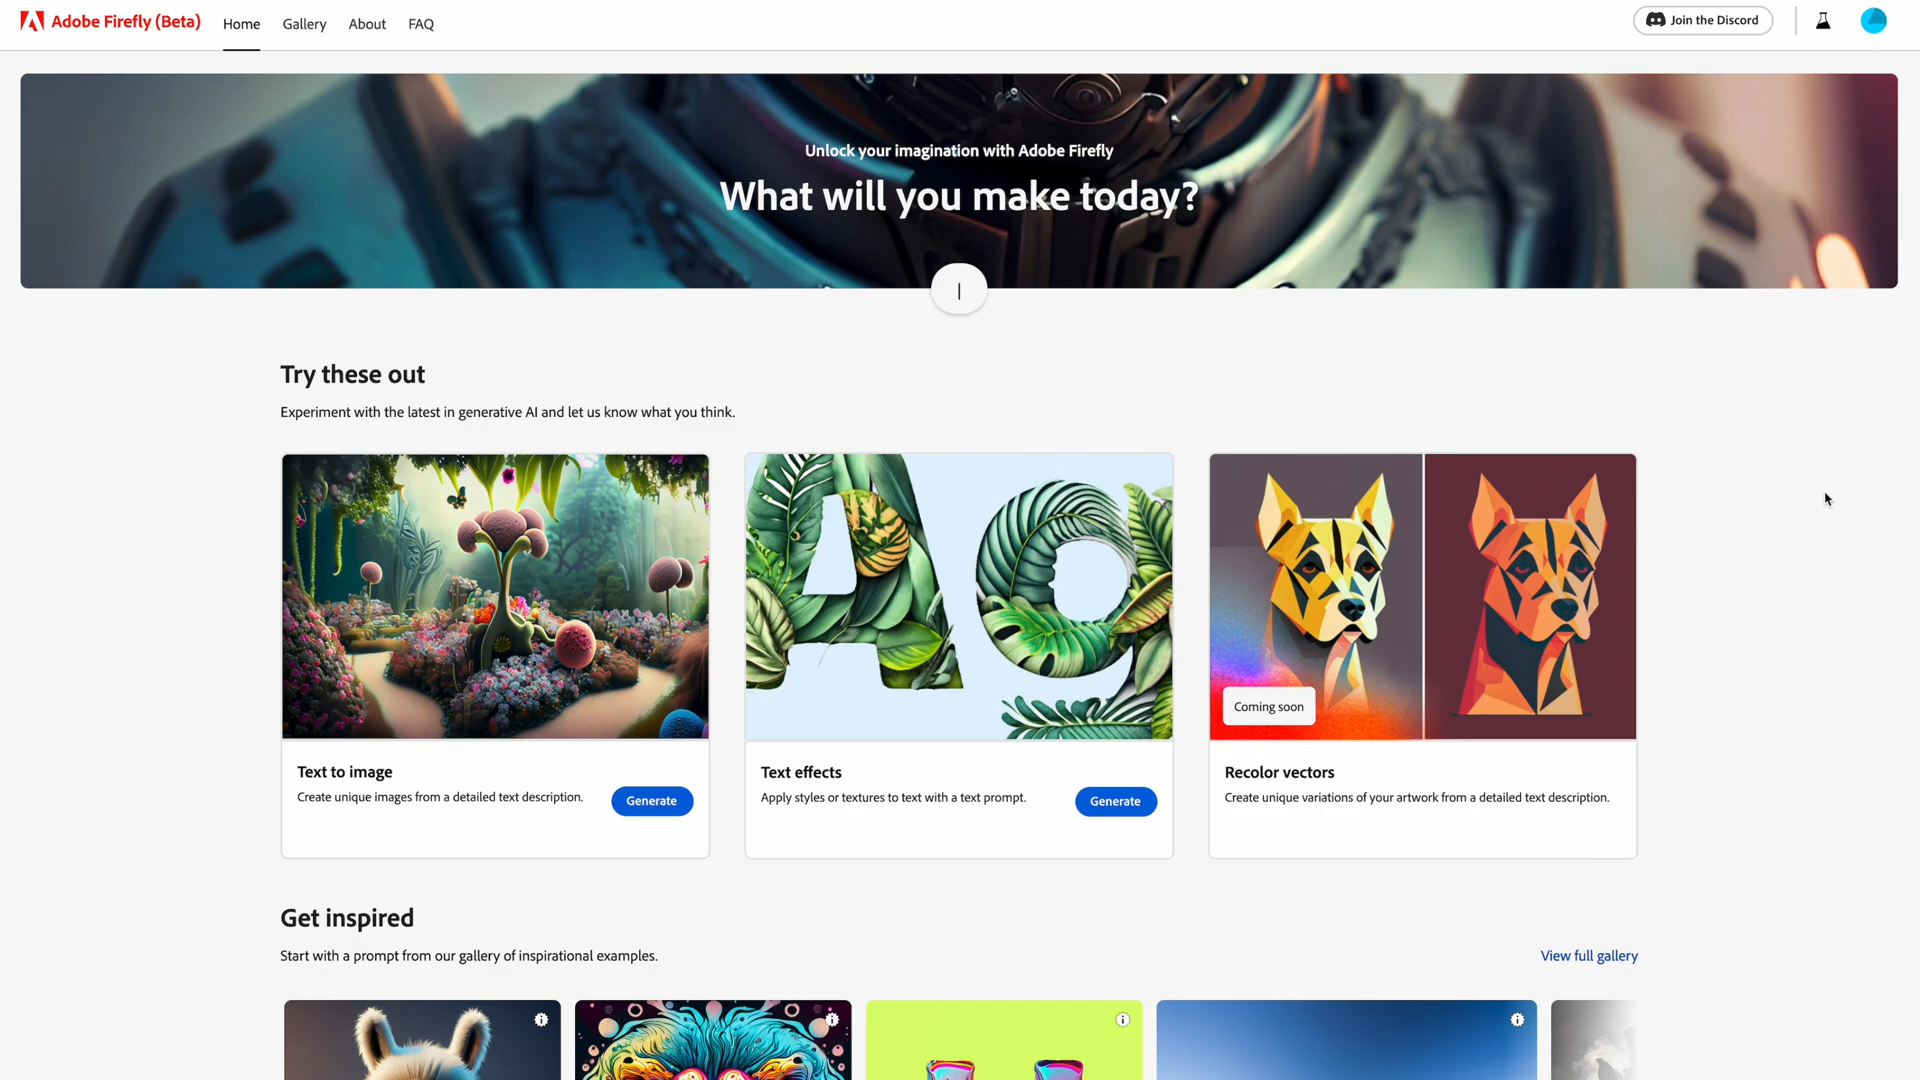 Adobe Firefly (Beta)
Home
Gallery
About
FAQ
Join the Discord
Unlock your imagination with Adobe Firefly
What will you make today?
Try these out
Experiment with the latest in generative AI and let us know what you think.
Ag
Coming soon
Text to image
Create unique images from a detailed text description.
Generate
Text effects
Apply styles or textures to text with a text prompt.
Generate
Recolor vectors
Create unique variations of your artwork from a detailed text description.
Get inspired
Start with a prompt from our gallery of inspirational examples.
View full gallery